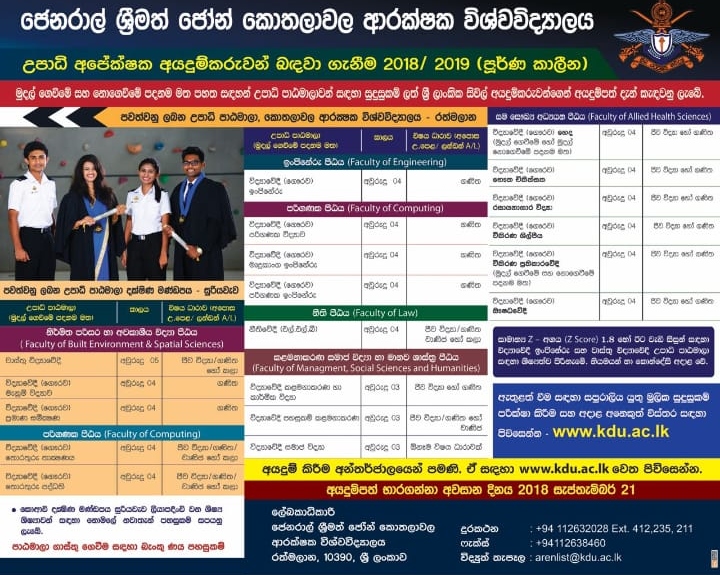 ජෙනරාල් ශ්‍රීමත් ජෝන් කොතලාවල ආරක්ෂක විශ්වවිද්‍යාලය
උපාධි අපේක්ෂක අයදුම්කරුවන් බඳවා ගැනීම 2018/ 2019 (පූර්ණ කාලීන)
මුදල් ගෙවීමේ සහ නොගෙවීමේ පදනම මත පහත සඳහන් උපාධි පාඨමාලාවන් සඳහා සුදුසුකම් ලත් ශ්‍රී ලාංකික සිවිල් අයදුම්කරුවන්ගෙන් අයදුම්පත් දැන් කැඳවනු ලැබේ.
පවත්වනු ලබන උපාධි පාඨමාලා, කොතලාවල ආරක්ෂක විශ්වවිද්‍යාලය - රත්මලාන
උපාධි පාඨමාලා (මුදල් ගෙවීමේ පදනම මත) කාලය විෂය ධාරාව (අපොස උ.පෙළ/ ලන්ඩන් A/L)
ඉංජිනේරු පීඨය (Faculty of Engineering)
විද්‍යාවේදී (ගෞරව) ඉංජිනේරු අවුරුදු 04 ගණිත
පරිගණක පීඨය (Faculty of Computing)
විද්‍යාවේදී (ගෞරව) පරිගණක විද්‍යාව අවුරුදු 04 ගණිත
විද්‍යාවේදී (ගෞරව) මෘදුකාංග ඉංජිනේරු අවුරුදු 04 ගණිත
විද්‍යාවේදී (ගෞරව) පරිගණක ඉංජිනේරු අවුරුදු 04 ගණිත
නීති පීඨය (Faculty of Law)
නීතිවේදී (එල්.එල්.බී) අවුරුදු 04 ජීව විද්‍යා/ගණිත/ වාණිජ හෝ කලා
කළමනාකරණ සමාජ විද්‍යා හා මානව ශාස්ත්‍ර පීඨය
(Faculty of Managment, Social Sciences and Humanities)
විද්‍යාවේදී කළමනාකරණ හා කාර්මික විද්‍යා අවුරුදු 03 ජීව විද්‍යා හෝ ගණිත
විද්‍යාවේදී සැපයුම් කළමනාකරණ අවුරුදු 03 ජීව විද්‍යා/ ගණිත හෝ වාණිජ
විද්‍යාවේදී සමාජ විද්‍යා අවුරුදු 03 ඕනෑම විෂය ධාරාවක්
සම සෞඛ්‍ය අධ්‍යයන පීඨය (Faculty of Allied Health Sciences)
විද්‍යාවේදී (ගෞරව) හෙද (මුදල් ගෙවීමේ හෝ මුදල් නොගෙවීමේ පදනම මත) අවුරුදු 04 ජීව විද්‍යා හෝ ගණිත
විද්‍යාවේදී (ගෞරව) භෞත චිකිත්සක අවුරුදු 04 ජීව විද්‍යා හෝ ගණිත
විද්‍යාවේදී (ගෞරව) රසායනාගාර විද්‍යා අවුරුදු 04 ජීව විද්‍යා හෝ ගණිත
විද්‍යාවේදී (ගෞරව) විකිරණ ශිල්පීය අවුරුදු 04 ජීව විද්‍යා හෝ ගණිත
විද්‍යාවේදී (ගෞරව) විකිරණ ප්‍රතිකාරවේදී (මුදල් ගෙවීමේ සහ නොගෙවීමේ පදනම මත) අවුරුදු 04 ජීව විද්‍යා හෝ ගණිත
විද්‍යාවේදී (ගෞරව) ඖෂධවේදී අවුරුදු 04 ජීව විද්‍යා හෝ ගණිත
පවත්වනු ලබන උපාධි පාඨමාලා දක්ෂිණ මණ්ඩපය - සූරියවැව
උපාධි පාඨමාලා (මුදල් ගෙවීමේ පදනම මත) කාලය විෂය ධාරාව (අපොස උ.පෙළ/ ලන්ඩන් A/L)
නිර්මිත පරිසර හා අවකාශීය විද්‍යා පීඨය
( Faculty of Built Environment & Spatial Sciences)
වාස්තු විද්‍යාවේදී අවුරුදු 05 ජීව විද්‍යා/ගණිත හෝ කලා
විද්‍යාවේදී (ගෞරව) මැනුම් විද්‍යාව අවුරුදු 04 ගණිත
විද්‍යාවේදී (ගෞරව) ප්‍රමාණ සමීක්ෂණ අවුරුදු 04 ගණිත
පරිගණක පීඨය (Faculty of Computing)
විද්‍යාවේදී (ගෞරව) තොරතුරු තාක්ෂණය අවුරුදු 04 ජීව විද්‍යා/ගණිත/ වාණිජ හෝ කලා
විද්‍යාවේදී (ගෞරව) තොරතුරු පද්ධති අවුරුදු 04 ජීව විද්‍යා/ගණිත/ වාණිජ හෝ කලා
• කොආවි දක්ෂිණ මණ්ඩපය සූරියවැව ලියාපදිංචි වන ශිෂ්‍ය ශිෂ්‍යාවන් සඳහා නොමිලේ නවාතැන් පහසුකම් සපයනු ලැබේ.
පාඨමාලා ගාස්තු ගෙවීම සඳහා බැංකු ණය පහසුකම්
සාමාන්‍ය Z – අගය (Z Score) 1.8 හෝ ඊට වැඩි සිසුන් සඳහා
විද්‍යාවේදී ඉංජිනේරු සහ වාස්තු විද්‍යාවේදී උපාධි පාඨමාලා
සඳහා ශිෂ්‍යත්ව පිරිනැමේ. නියමයන් හා කොන්දේසි අදාළ වේ.
ඇතුළත් වීම සඳහා සපුරාලිය යුතු මූලික සුදුසුකම්
පරීක්ෂා කිරීම සහ අදාළ අනෙකුත් විස්තර සඳහා
පිවිසෙන්න - www.kdu.ac.lk
අයදුම් කිරීම අන්තර්ජාලයෙන් පමණි. ඒ සඳහා www.kdu.ac.lk වෙත පිවිසෙන්න.
අයදුම්පත් භාරගන්නා අවසාන දිනය 2018 සැප්තැම්බර් 21
ලේඛකාධිකාරී
ජෙනරාල් ශ්‍රීමත් ජෝන් කොතලාවල
ආරක්ෂක විශ්වවිද්‍යාලය
රත්මලාන, 10390, ශ්‍රී ලංකාව
දුරකථන : +94 112632028 Ext. 412,235, 211
ෆැක්ස් : +94112638460
විද්‍යුත් තැපෑල : arenlist@kdu.ac.lk